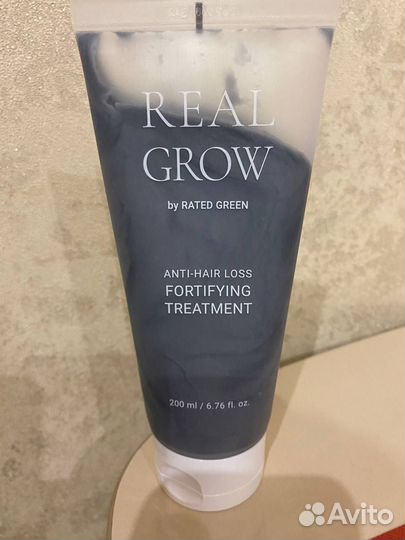 REAL
GROW
by RATED GREEN
ANTI-HAIR LOSS
FORTIFYING
TREATMENT
200 ml / 6.76 fl. oz.
Avito